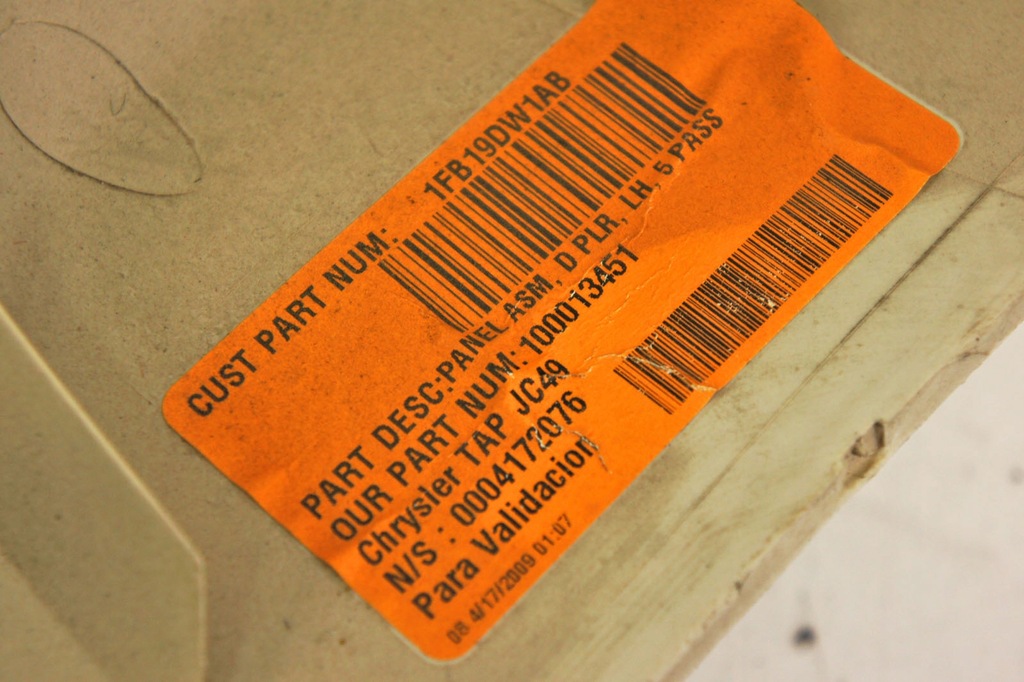 CUST PART NUM: 1FB19DW1AB
PART DESC:PANEL ASM, D PLR, LH, 5 PASS
OUR PART NUM: 100013451
Chrysler TAP JC49
N/S : 0004172076
Para Validacion
08 4/17/2009 01:07